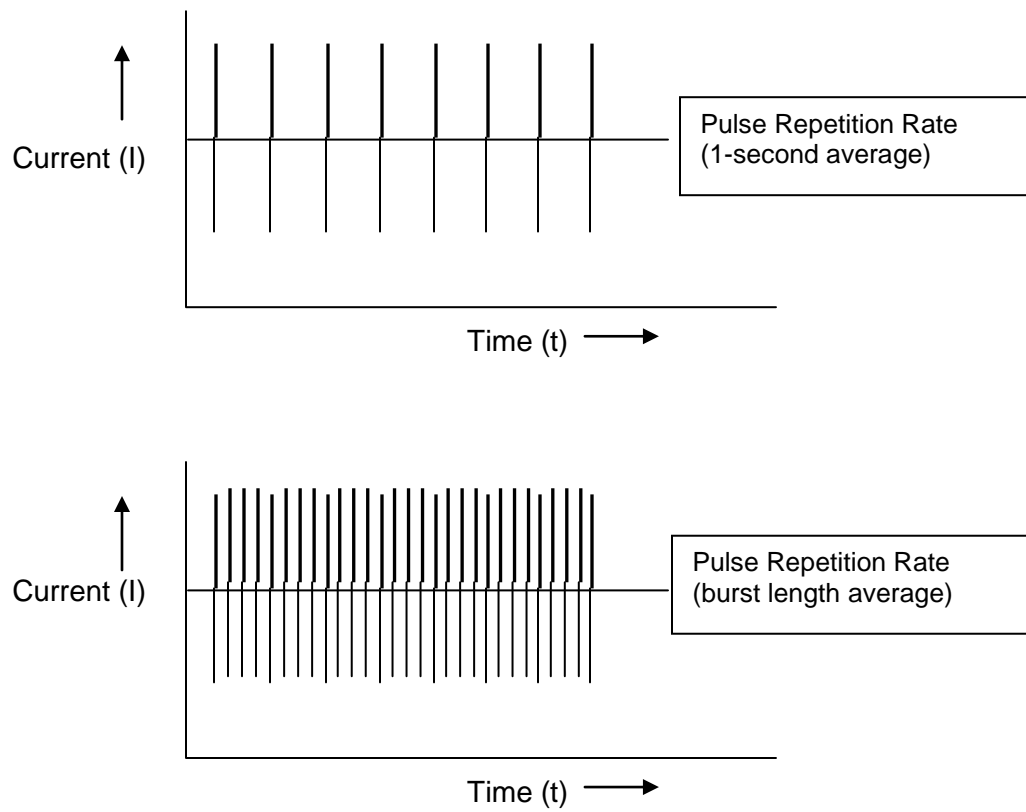 Current (I)
Pulse Repetition Rate
(1-second average)
Time (t)
Current (I)
Pulse Repetition Rate
(burst length average)
Time (t)